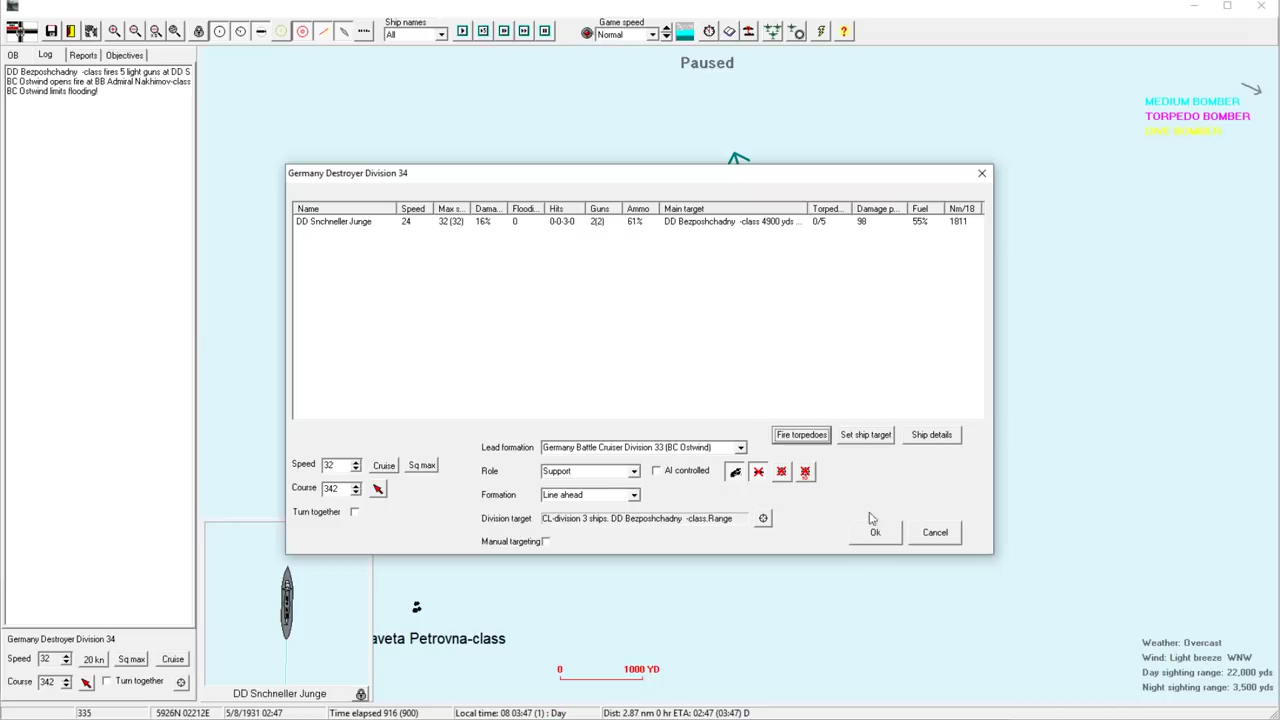 Ship names
All
Game speed
Normal
OB Log Reports Objectives
DD Bezposhchadny -class fires 5 light guns at DD S
BC Ostwind opens fire at BB Admiral Nakhimov-class
BC Ostwind limits flooding!
Paused
MEDIUM BOMBER
TORPEDO BOMBER
DIVE BOMBER
Germany Destroyer Division 34
Name Speed Max s... Dama... Floodi... Hits Guns Ammo Main target Torped... Damage p... Fuel Nm/18
DD Snchneller Junge 24 32 (32) 16% 0 0-0-3-0 2(2) 61% DD Bezposhchadny -class 4900 yds ... 0/5 98 55% 1811
Fire torpedoes Set ship target Ship details
Lead formation Germany Battle Cruiser Division 33 (BC Ostwind)
Speed 32 Cruise Sq max
Role Support AI controlled
Course 342
Formation Line ahead
Turn together
Division target CL-division 3 ships. DD Bezposhchadny -class.Range
Manual targeting
Ok Cancel
aveta Petrovna-class
0 1000 YD
Weather: Overcast
Wind: Light breeze WNW
Day sighting range: 22,000 yds
Night sighting range: 3,500 yds
Germany Destroyer Division 34
Speed 32 20 kn Sq max Cruise
Course 342 Turn together
DD Snchneller Junge
335 5926N 02212E 5/8/1931 02:47 Time elapsed 916 (900) Local time: 08 03:47 (1) : Day Dist: 2.87 nm 0 hr ETA: 02:47 (03:47) D